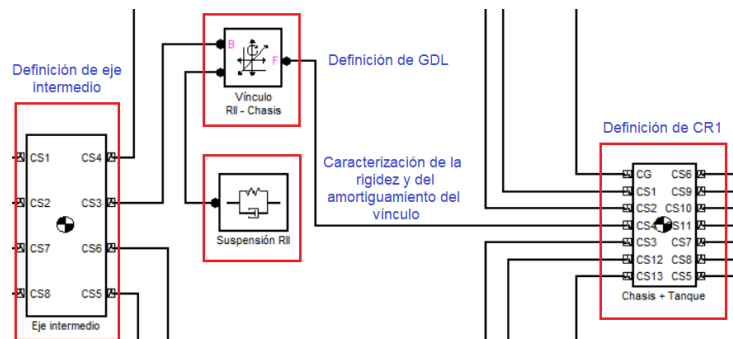 Definición de eje
intermedio
CS1 CS4
CS2 CS3
CS7 CS6
CS8 CS5
Eje intermedio
B
F
Vínculo
RII - Chasis
Definición de GDL
Suspensión RII
Caracterización de la
rigidez y del
amortiguamiento del
vínculo
Definición de CR1
CG CS6
CS1 CS9
CS2 CS10
CS4 CS11
CS3 CS7
CS12 CS8
CS13 CS5
Chasis + Tanque